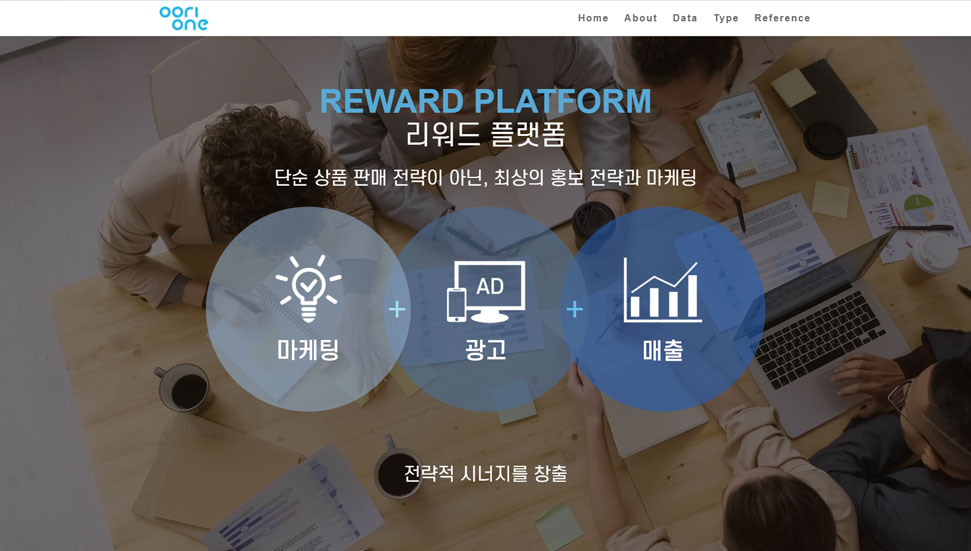 oori
one
Home About Data Type Reference
REWARD PLATFORM
리워드 플랫폼
단순 상품 판매 전략이 아닌, 최상의 홍보 전략과 마케팅
AD
+ +
마케팅 광고 매출
전략적 시너지를 창출